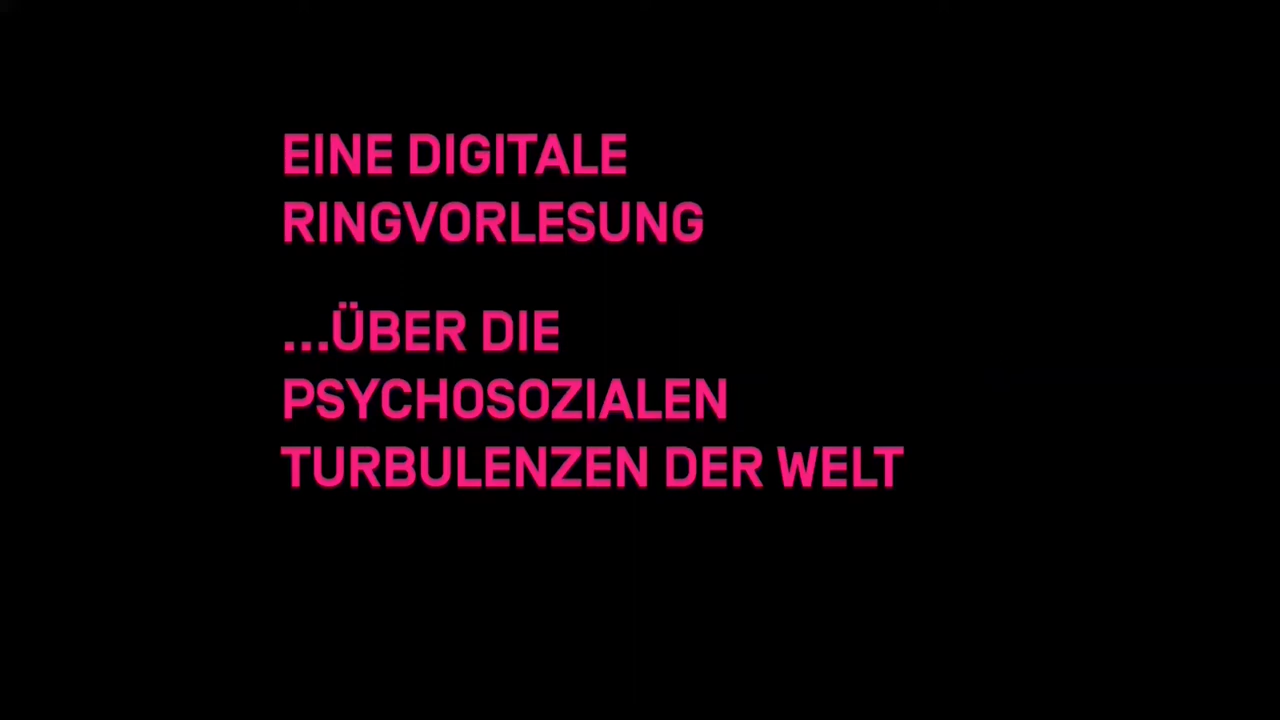 EINE DIGITALE
RINGVORLESUNG
...ÜBER DIE
PSYCHOSOZIALEN
TURBULENZEN DER WELT